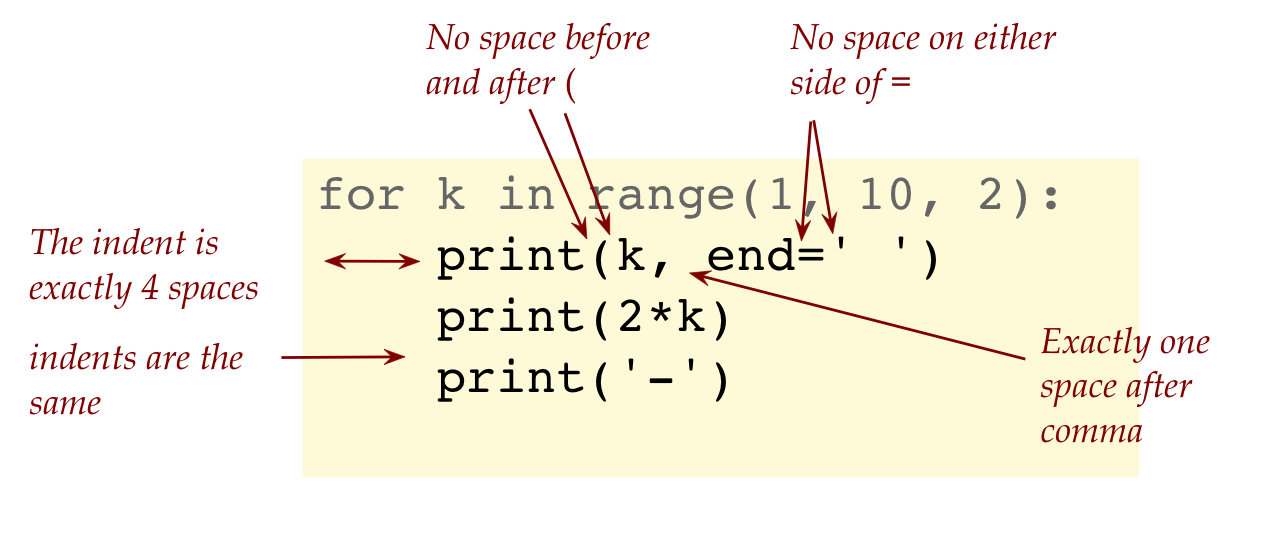 No space before
and after (
No space on either
side of =
for k in range(1, 10, 2):
    print(k, end=' ')
    print(2*k)
    print('-')
The indent is
exactly 4 spaces
indents are the
same
Exactly one
space after
comma